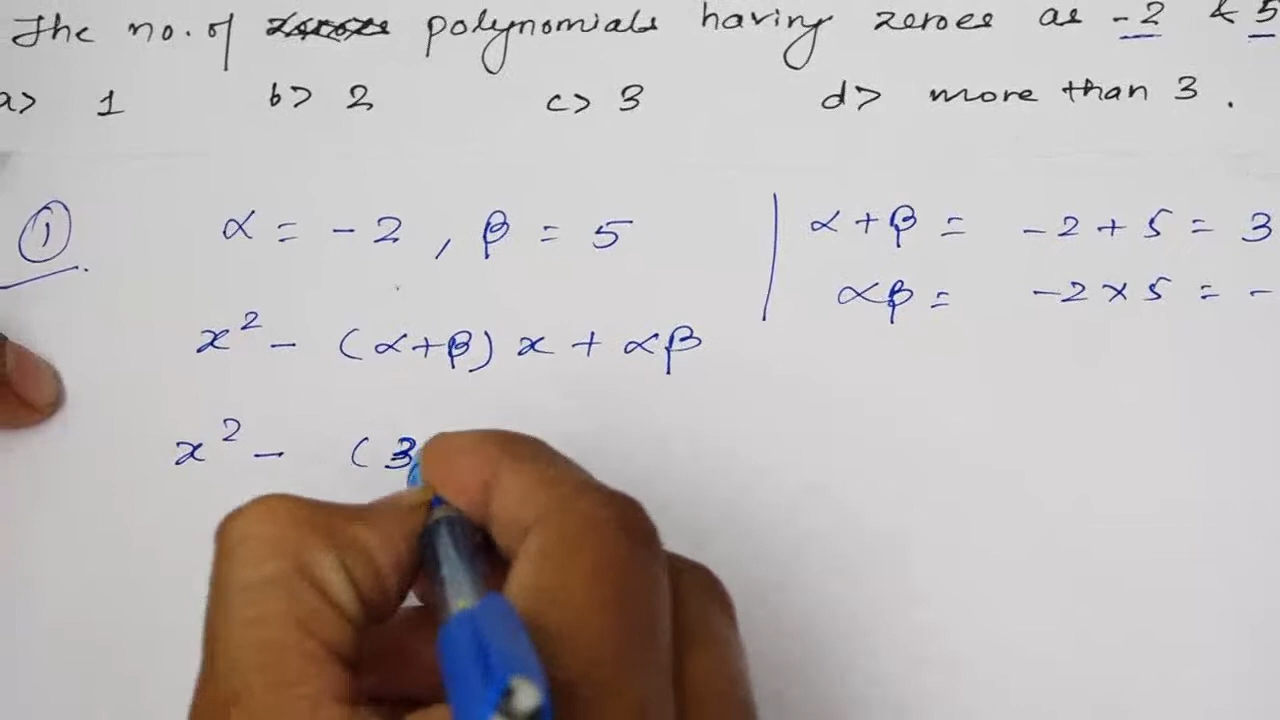 The no. of polynomials having zeroes as -2 & 5
a> 1 b> 2 c> 3 d> more than 3 .
① α = -2 , β = 5 α + β = -2 + 5 = 3
αβ = -2 × 5 = -
x² - (α+β) x + αβ
x² - ( 3